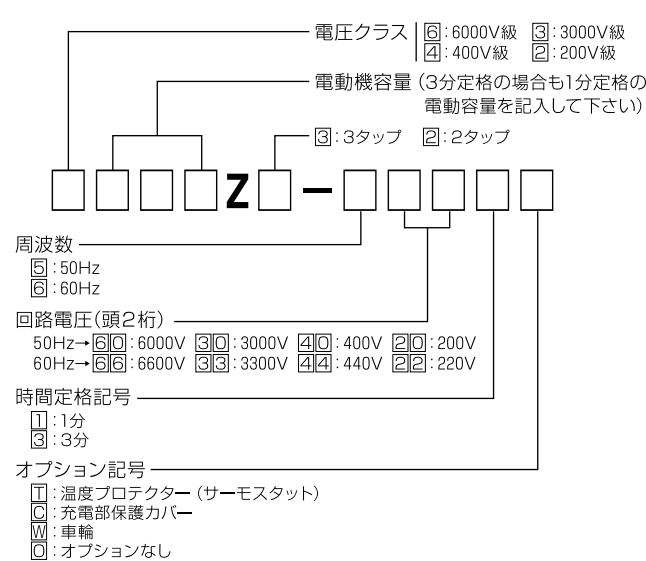 電圧クラス 6:6000V級 3:3000V級
4:400V級 2:200V級
電動機容量(3分定格の場合も1分定格の
電動容量を記入して下さい)
3:3タップ 2:2タップ
Z ー
周波数
5:50Hz
6:60Hz
回路電圧(頭2桁)
50Hz→60:6000V 30:3000V 40:400V 20:200V
60Hz→66:6600V 33:3300V 44:440V 22:220V
時間定格記号
1:1分
3:3分
オプション記号
T:温度プロテクター(サーモスタット)
C:充電部保護カバー
W:車輪
0:オプションなし